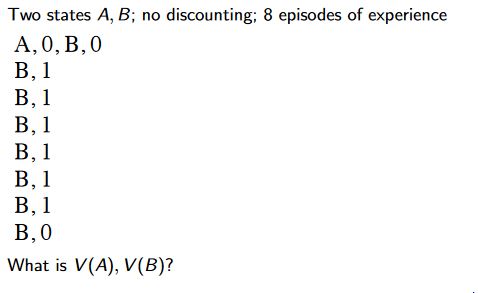 Two states A, B; no discounting; 8 episodes of experience
A, 0, B, 0
B, 1
B, 1
B, 1
B, 1
B, 1
B, 1
B, 0
What is V(A), V(B)?